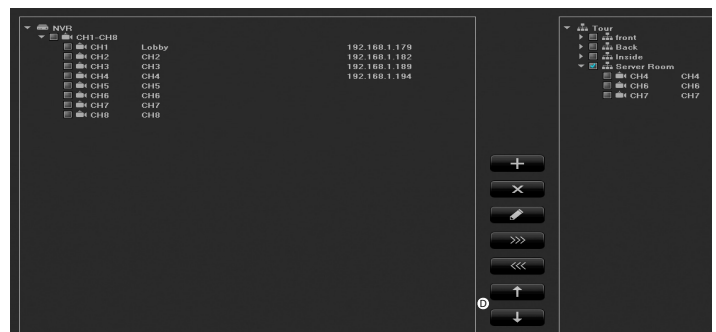 NVR
CH1-CH8
CH1 Lobby 192.168.1.179
CH2 CH2 192.168.1.182
CH3 CH3 192.168.1.189
CH4 CH4 192.168.1.194
CH5 CH5
CH6 CH6
CH7 CH7
CH8 CH8
Tour
front
Back
Inside
Server Room
CH4 CH4
CH6 CH6
CH7 CH7
D